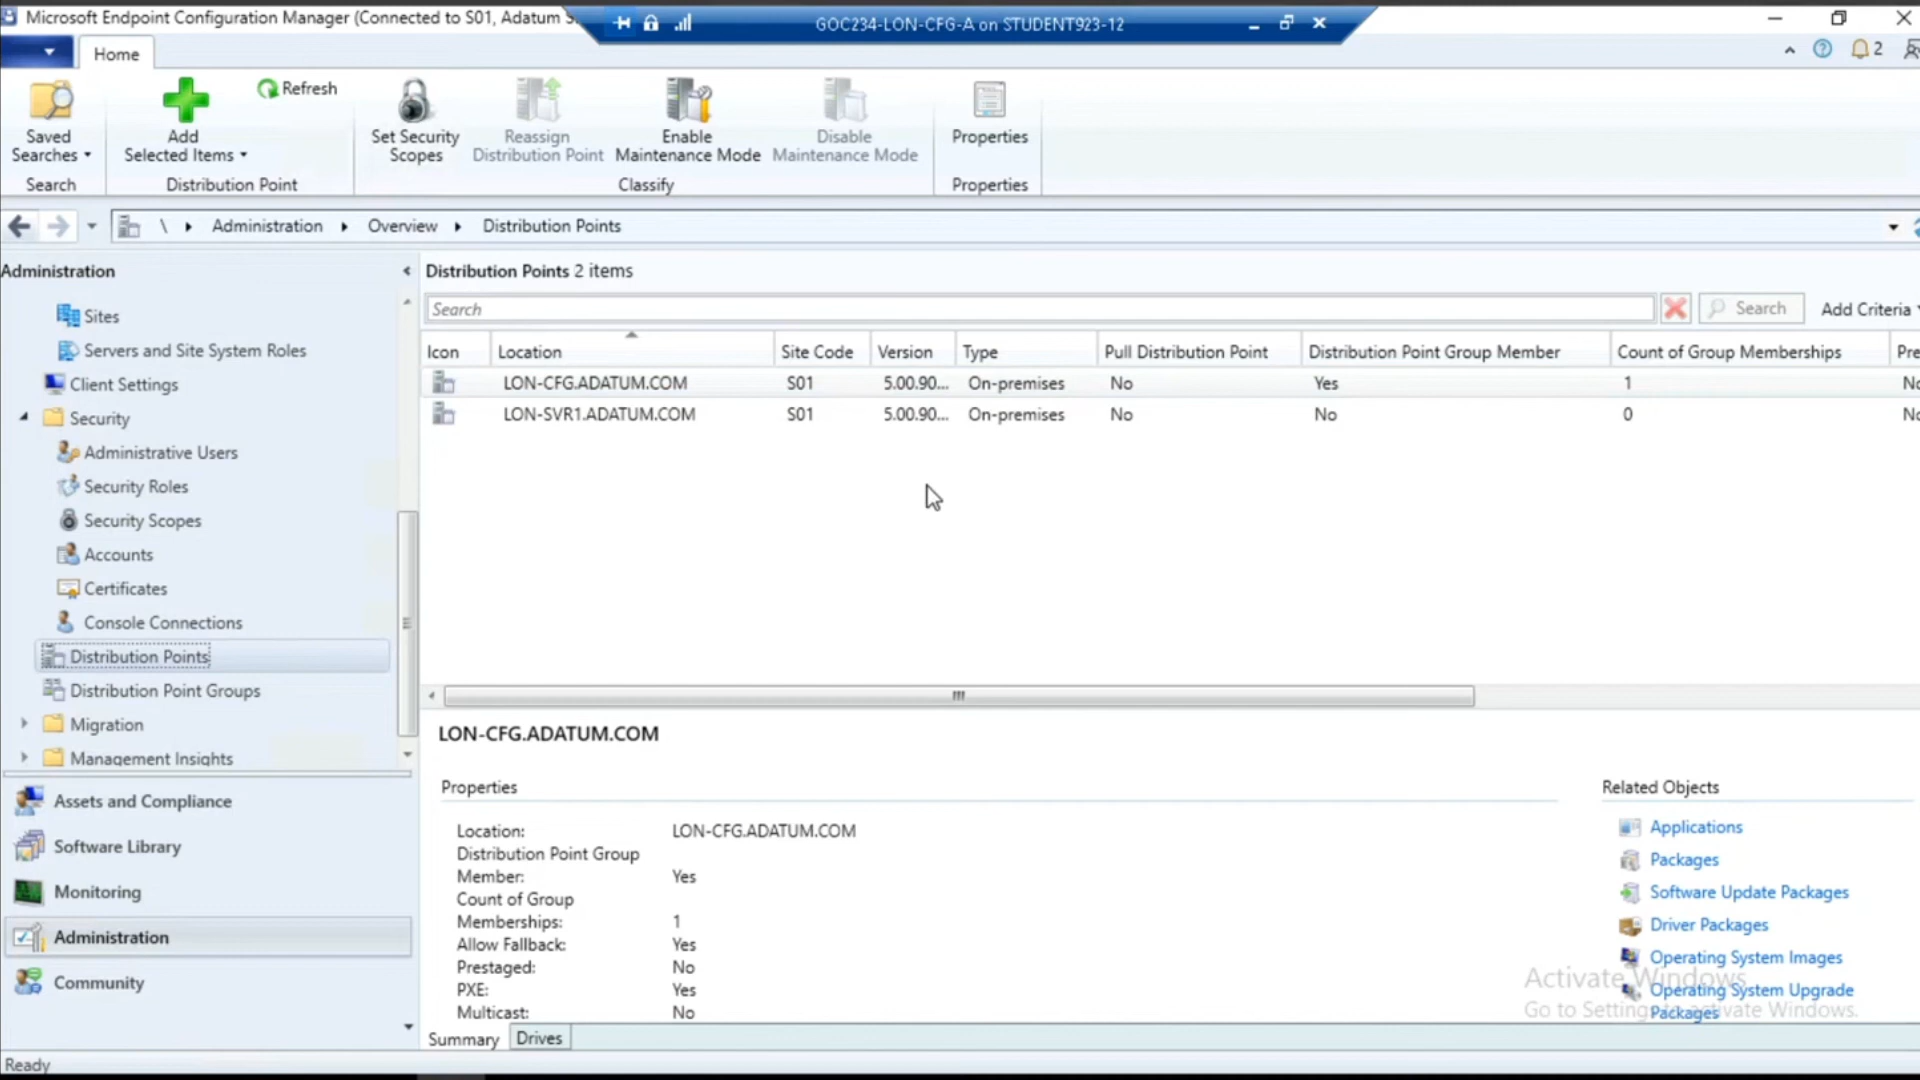 Microsoft Endpoint Configuration Manager (Connected to S01, Adatum S
GOC234-LON-CFG-A on STUDENT923-12
Home
2
Saved Searches
Search
Add Selected Items
Refresh
Distribution Point
Set Security Scopes
Reassign Distribution Point
Enable Maintenance Mode
Disable Maintenance Mode
Classify
Properties
Properties
\ Administration Overview Distribution Points
Administration
Sites
Servers and Site System Roles
Client Settings
Security
Administrative Users
Security Roles
Security Scopes
Accounts
Certificates
Console Connections
Distribution Points
Distribution Point Groups
Migration
Management Insights
Assets and Compliance
Software Library
Monitoring
Administration
Community
Distribution Points 2 items
Search
Search
Add Criteria
Icon Location Site Code Version Type Pull Distribution Point Distribution Point Group Member Count of Group Memberships Pre
LON-CFG.ADATUM.COM S01 5.00.90... On-premises No Yes 1 No
LON-SVR1.ADATUM.COM S01 5.00.90... On-premises No No 0 No
LON-CFG.ADATUM.COM
Properties
Location: LON-CFG.ADATUM.COM
Distribution Point Group
Member: Yes
Count of Group
Memberships: 1
Allow Fallback: Yes
Prestaged: No
PXE: Yes
Multicast: No
Related Objects
Applications
Packages
Software Update Packages
Driver Packages
Operating System Images
Operating System Upgrade
Packages
Activate Windows
Go to Settings to activate Windows.
Summary Drives
Ready